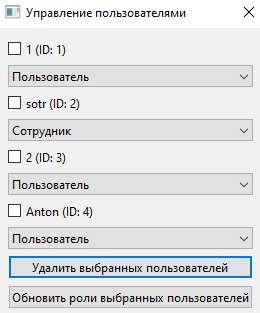 Управление пользователями
1 (ID: 1)
Пользователь
sotr (ID: 2)
Сотрудник
2 (ID: 3)
Пользователь
Anton (ID: 4)
Пользователь
Удалить выбранных пользователей
Обновить роли выбранных пользователей